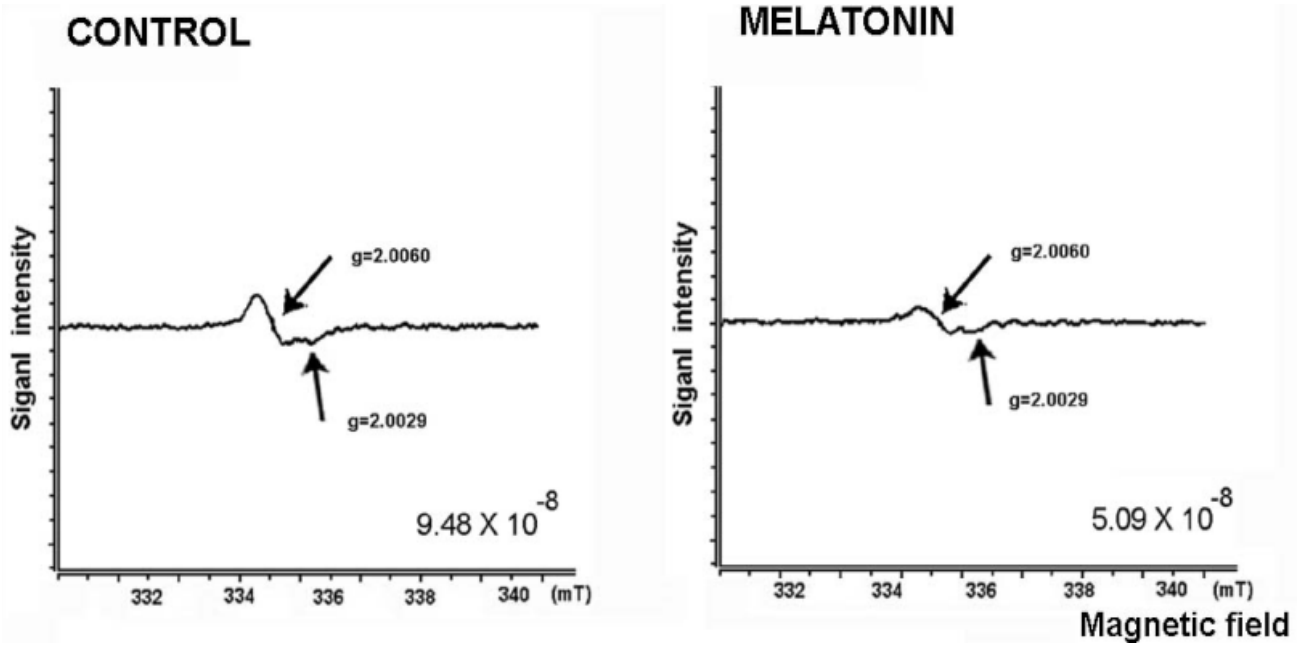 CONTROL
Siganl intensity
g=2.0060
g=2.0029
9.48 X 10-8
332 334 336 340 (mT)
MELATONIN
Siganl intensity
g=2.0060
g=2.0029
5.09 X 10-8
332 334 336 338 340 (mT)
Magnetic field